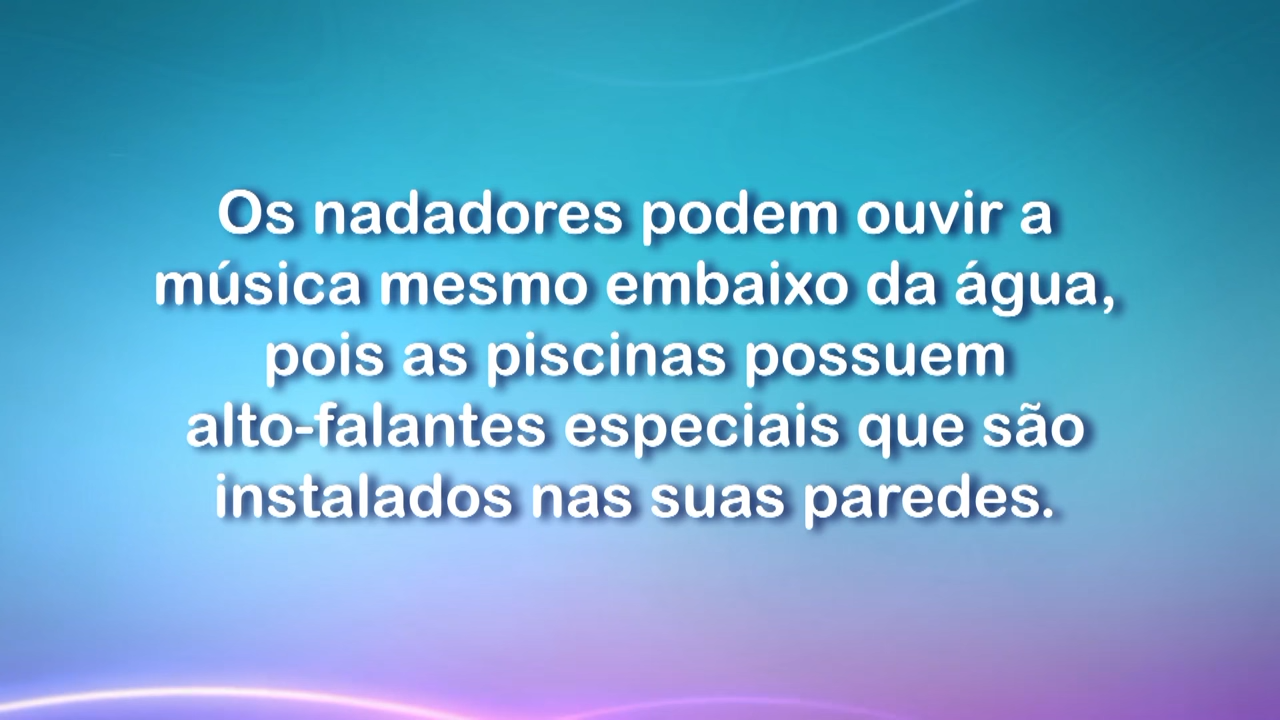 Os nadadores podem ouvir a
música mesmo embaixo da água,
pois as piscinas possuem
alto-falantes especiais que são
instalados nas suas paredes.